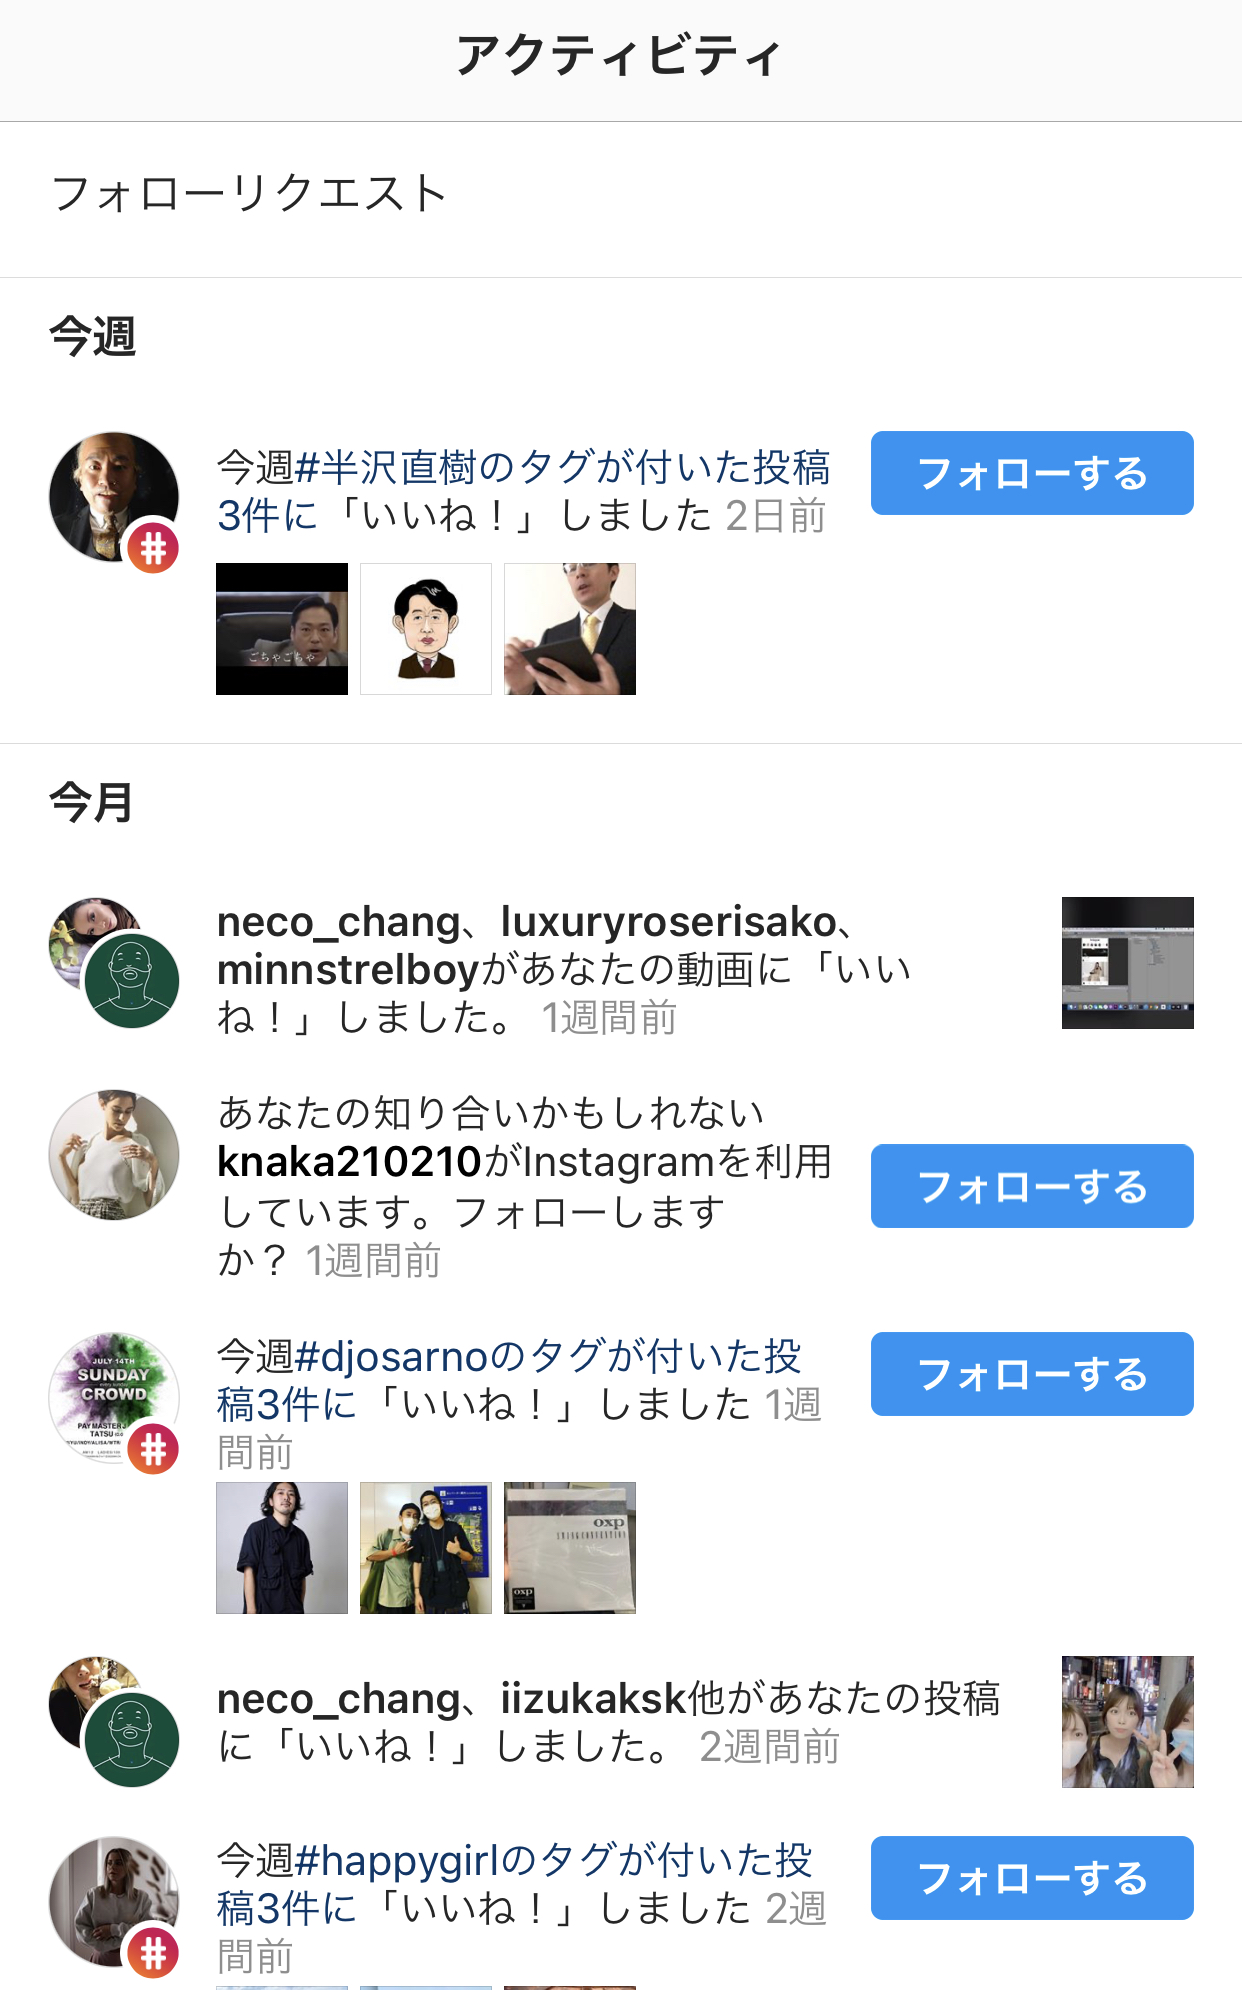 アクティビティ
フォローリクエスト
今週
今週#半沢直樹のタグが付いた投稿
3件に「いいね！」しました 2日前
フォローする
ごちゃごちゃ
今月
neco_chang、luxuryroserisako、
minnstrelboyがあなたの動画に「いい
ね！」しました。 1週間前
あなたの知り合いかもしれない
knaka210210がInstagramを利用
しています。フォローします
か？ 1週間前
フォローする
JULY 14TH
SUNDAY
every sunday
CROWD
PAY MASTER
TATSU
今週#djosarnoのタグが付いた投
稿3件に「いいね！」しました 1週
間前
フォローする
oxp
oxp
neco_chang、iizukaksk他があなたの投稿
に「いいね！」しました。 2週間前
今週#happygirlのタグが付いた投
稿3件に「いいね！」しました 2週
間前
フォローする